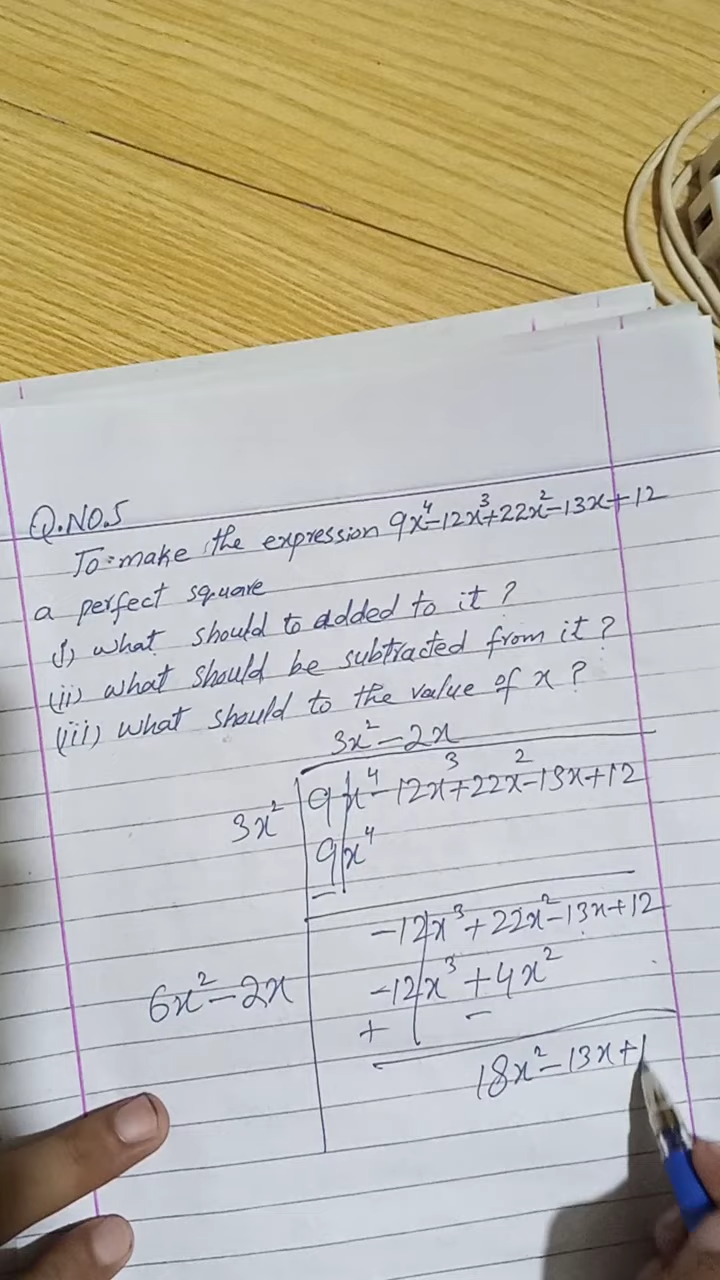 Q.NO.5
To make the expression 9x⁴-12x³+22x²-13x+12
a perfect square
(i) what should to added to it?
(ii) what should be subtracted from it?
(iii) what should to the value of x?
3x²-2x
3x² 9x⁴-12x³+22x²-13x+12
9x⁴
-
-12x³+22x²-13x+12
6x²-2x -12x³+4x²
+ -
18x²-13x+1